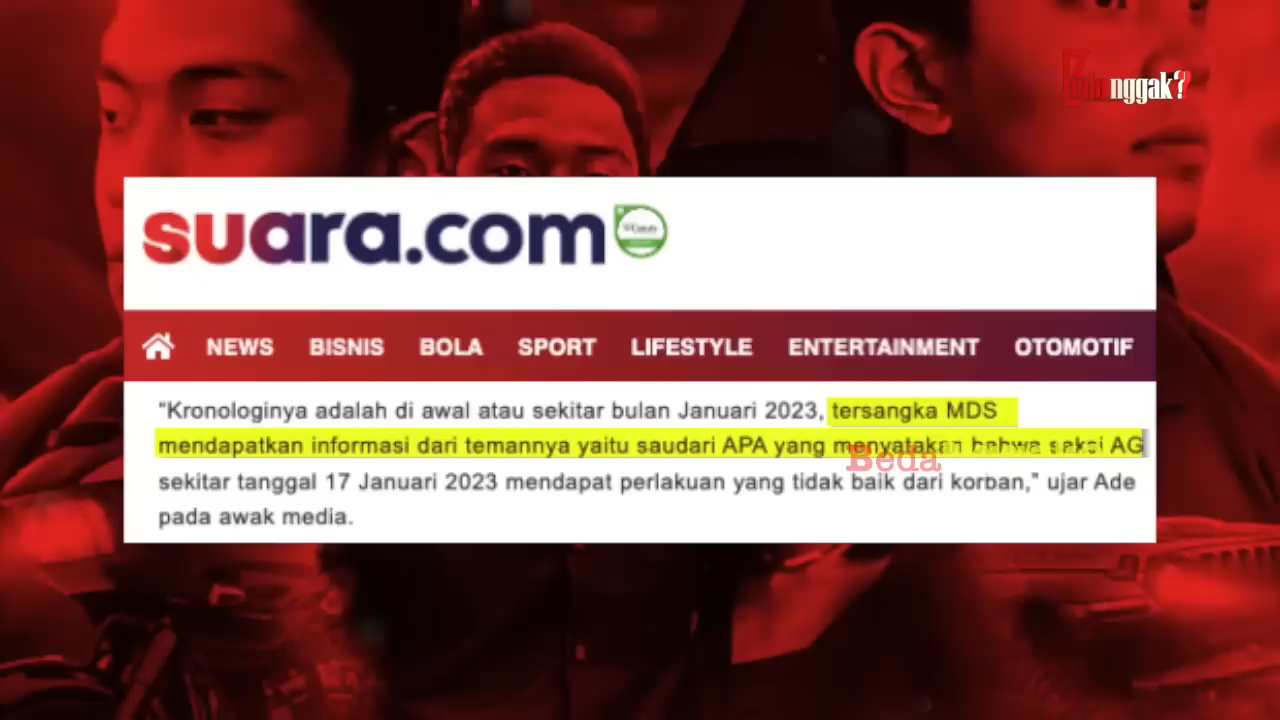 nggak?
suara.com
NEWS BISNIS BOLA SPORT LIFESTYLE ENTERTAINMENT OTOMOTIF
"Kronologinya adalah di awal atau sekitar bulan Januari 2023, tersangka MDS
mendapatkan informasi dari temannya yaitu saudari APA yang menyatakan bahwa saksi AG
Beda
sekitar tanggal 17 Januari 2023 mendapat perlakuan yang tidak baik dari korban," ujar Ade
pada awak media.